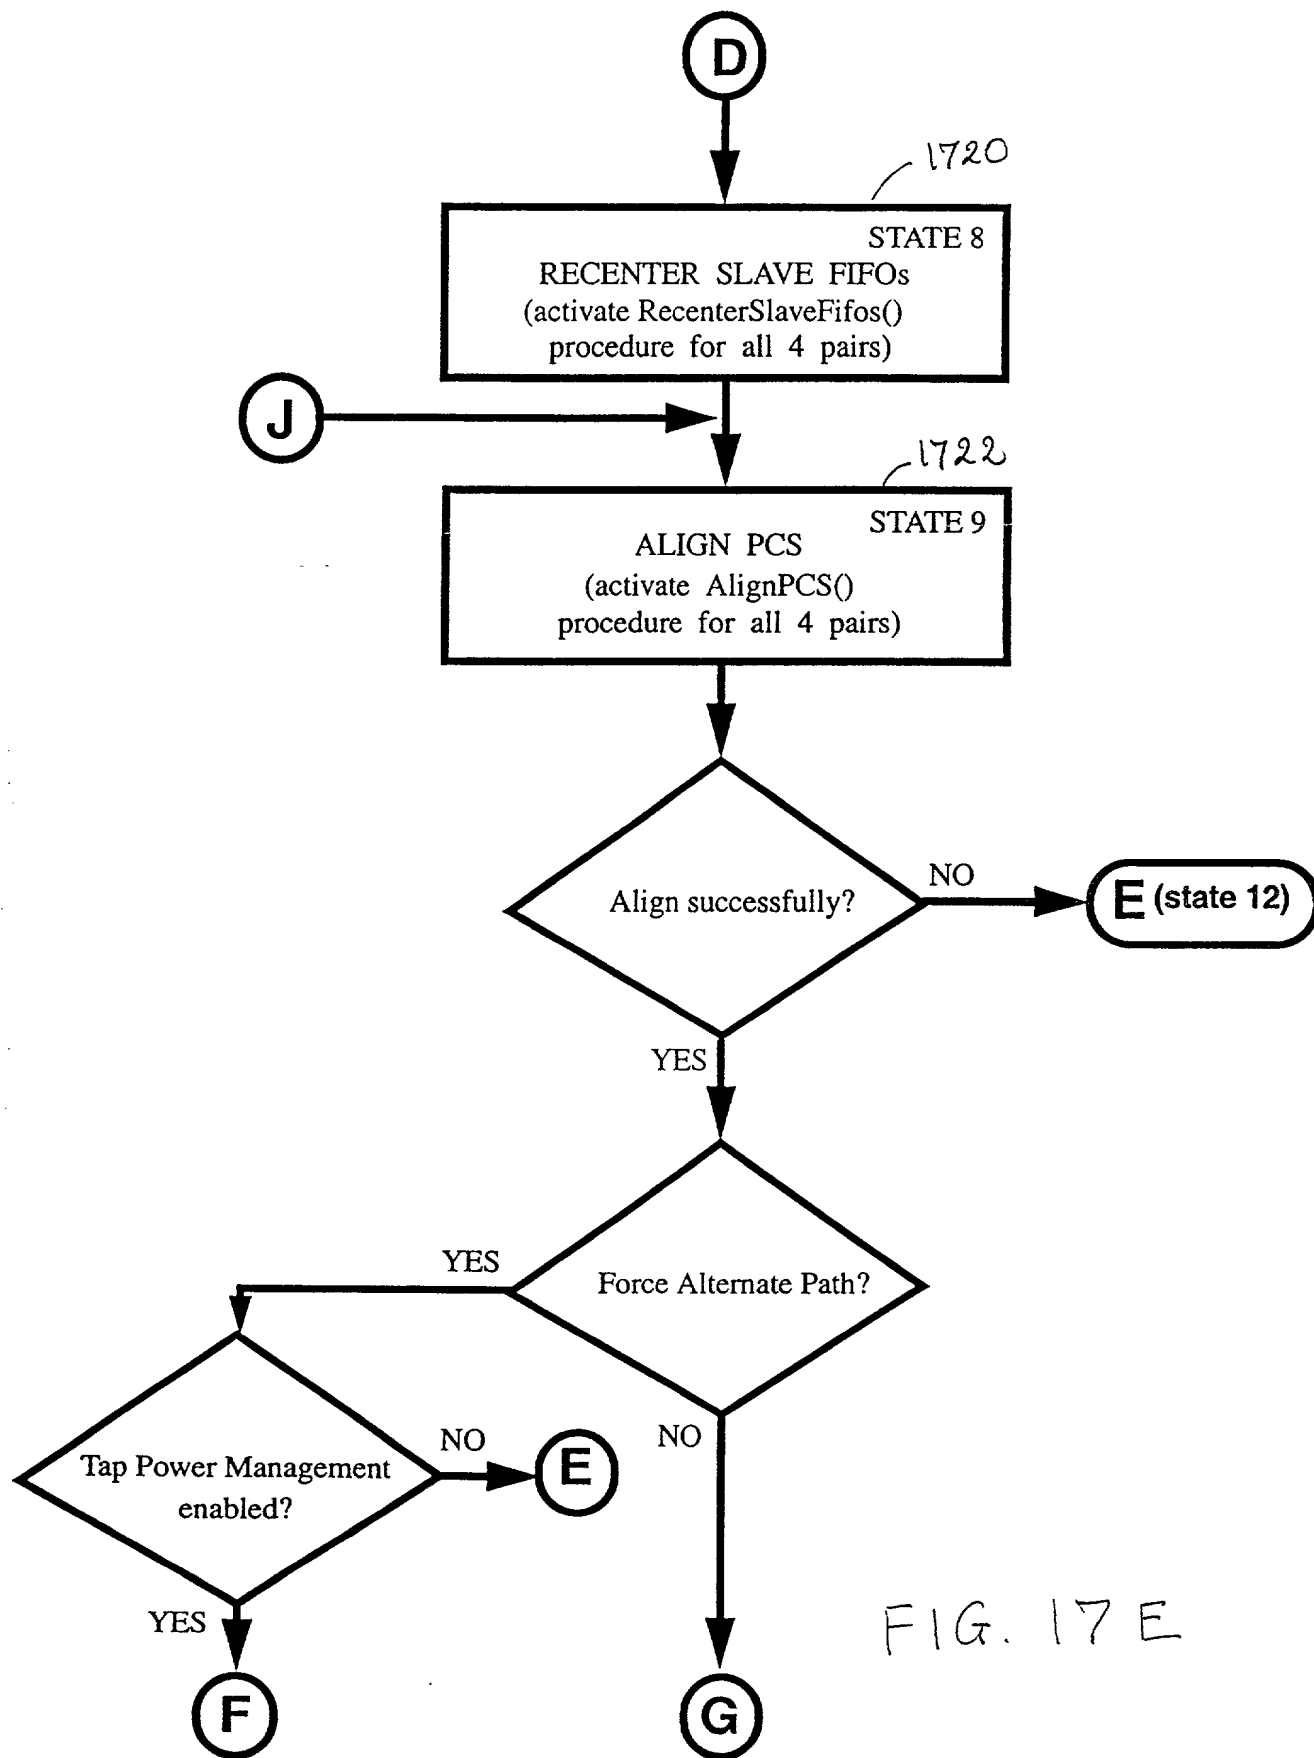 D
1720
STATE 8
RECENTER SLAVE FIFOs
(activate RecenterSlaveFifos()
procedure for all 4 pairs)
J
1722
STATE 9
ALIGN PCS
(activate AlignPCS()
procedure for all 4 pairs)
Align successfully?
NO
E (state 12)
YES
Force Alternate Path?
YES
NO
Tap Power Management
enabled?
NO
E
YES
F
G
FIG. 17E